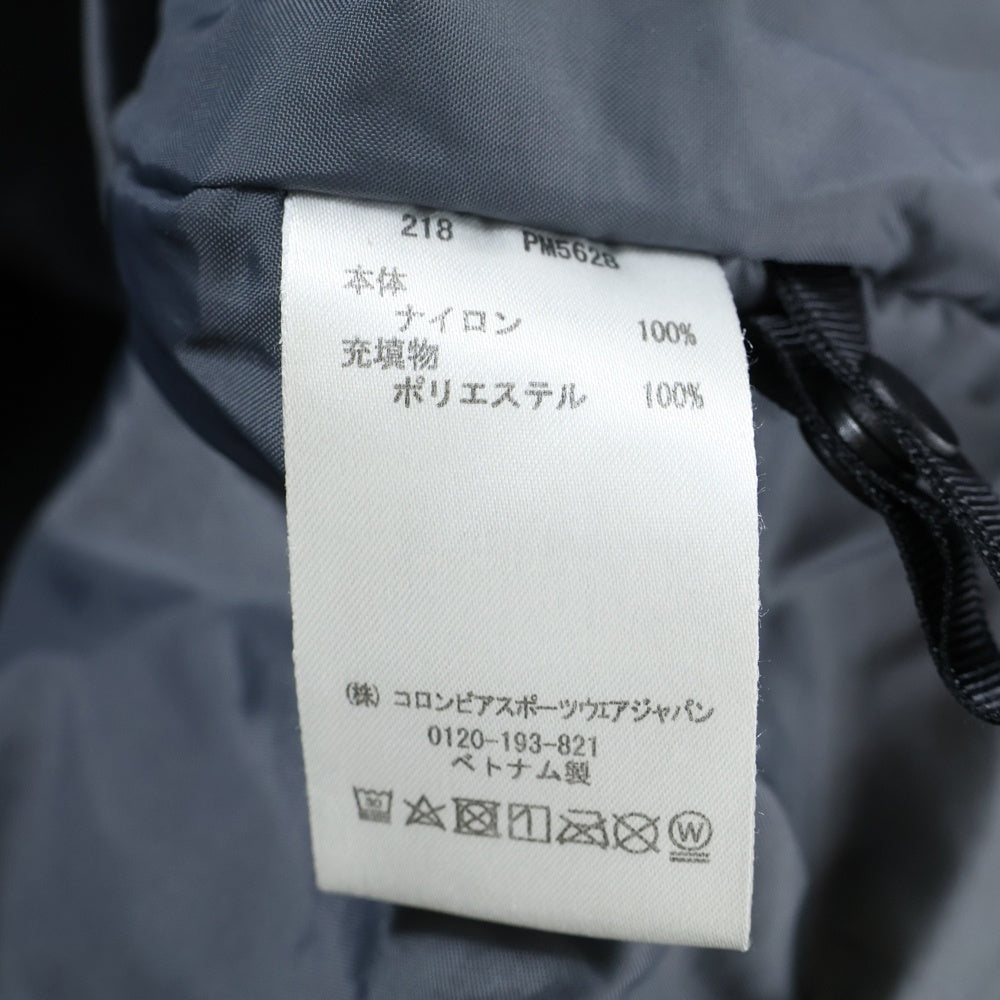 218 PM5628
本体
ナイロン 100%
充填物
ポリエステル 100%
(株) コロンビアスポーツウエアジャパン
0120-193-821
ベトナム製
30 W